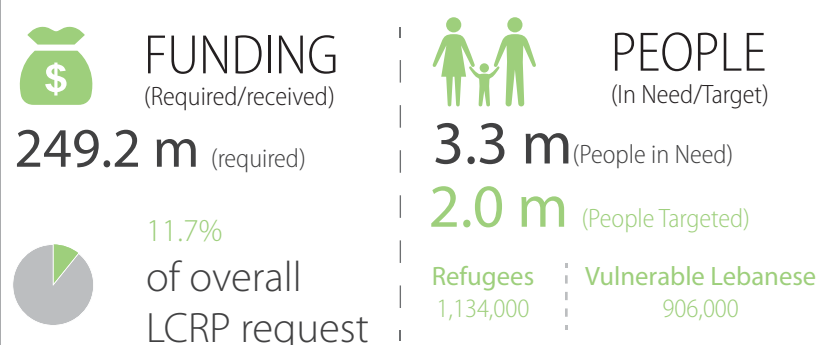 $
FUNDING
(Required/received)
249.2 m (required)
11.7%
of overall
LCRP request
PEOPLE
(In Need/Target)
3.3 m (People in Need)
2.0 m (People Targeted)
Refugees
1,134,000
Vulnerable Lebanese
906,000